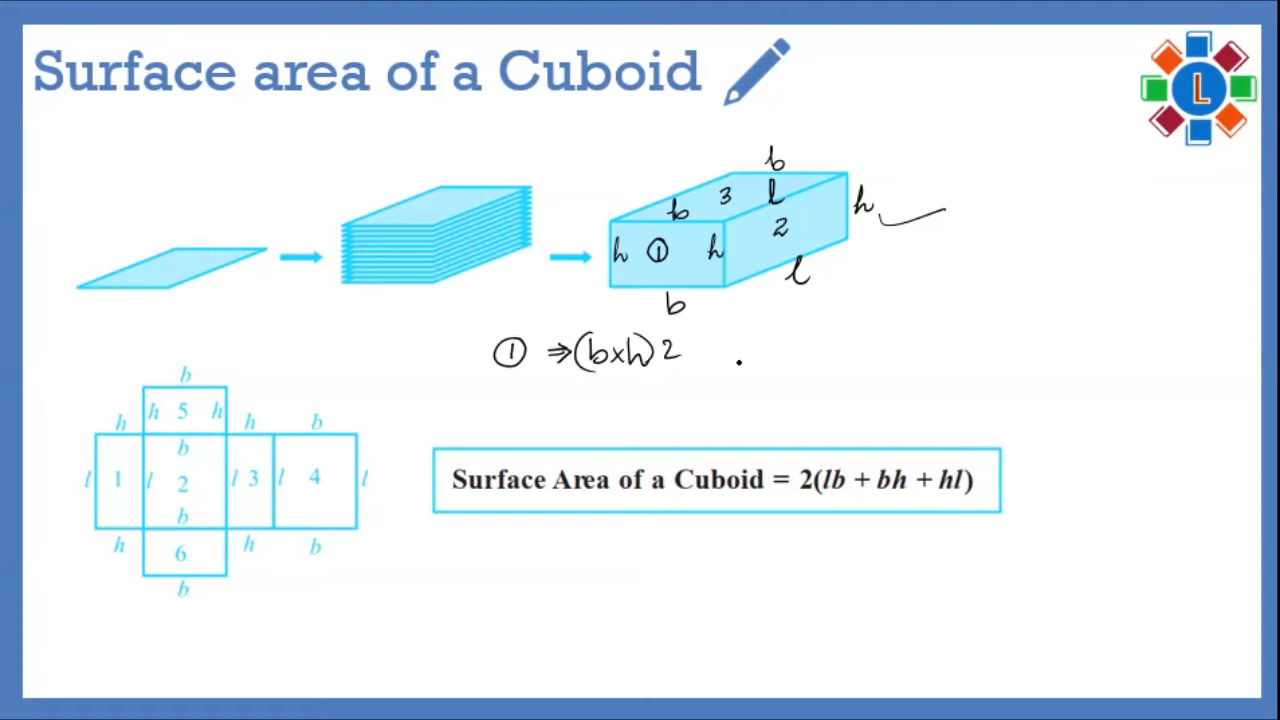 Surface area of a Cuboid
L
b
b 3 l h
h ① h 2
b l
① ⇒ (b×h) 2 .
b
h h 5 h h b
b
l 1 l 2 l 3 l 4 l
b
h 6 h b
b
Surface Area of a Cuboid = 2(lb + bh + hl)